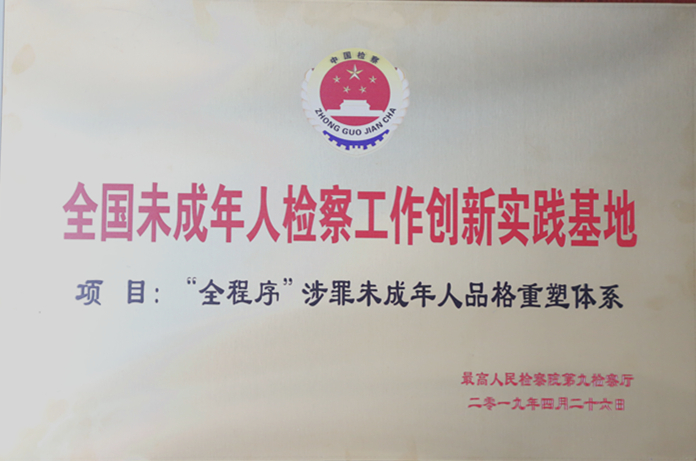 中国检察
ZHONG GUO JIAN CHA
全国未成年人检察工作创新实践基地
项 目：“全程序”涉罪未成年人品格重塑体系
最高人民检察院第九检察厅
二零一九年四月二十六日